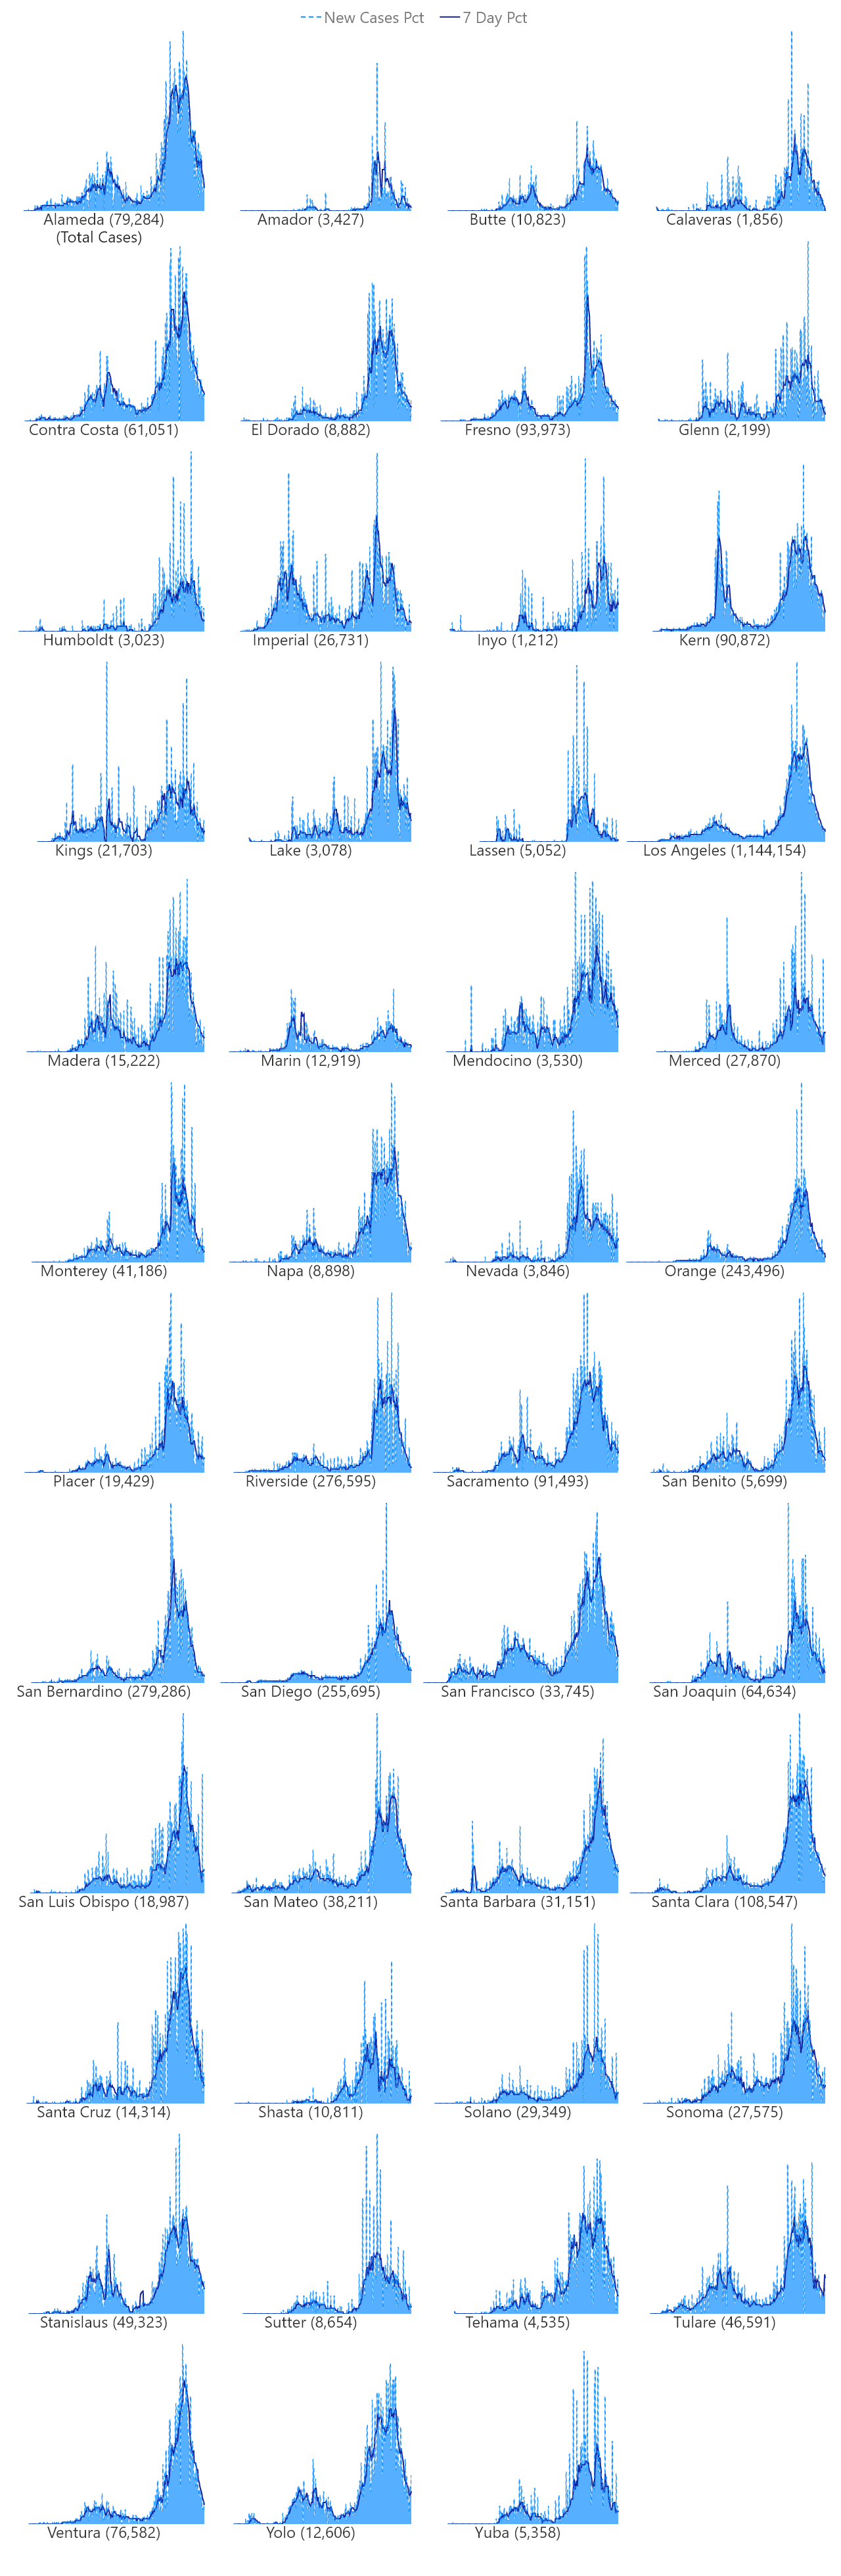 New Cases Pct 7 Day Pct
Alameda (79,284) Amador (3,427) Butte (10,823) Calaveras (1,856)
(Total Cases)
Contra Costa (61,051) El Dorado (8,882) Fresno (93,973) Glenn (2,199)
Humboldt (3,023) Imperial (26,731) Inyo (1,212) Kern (90,872)
Kings (21,703) Lake (3,078) Lassen (5,052) Los Angeles (1,144,154)
Madera (15,222) Marin (12,919) Mendocino (3,530) Merced (27,870)
Monterey (41,186) Napa (8,898) Nevada (3,846) Orange (243,496)
Placer (19,429) Riverside (276,595) Sacramento (91,493) San Benito (5,699)
San Bernardino (279,286) San Diego (255,695) San Francisco (33,745) San Joaquin (64,634)
San Luis Obispo (18,987) San Mateo (38,211) Santa Barbara (31,151) Santa Clara (108,547)
Santa Cruz (14,314) Shasta (10,811) Solano (29,349) Sonoma (27,575)
Stanislaus (49,323) Sutter (8,654) Tehama (4,535) Tulare (46,591)
Ventura (76,582) Yolo (12,606) Yuba (5,358)